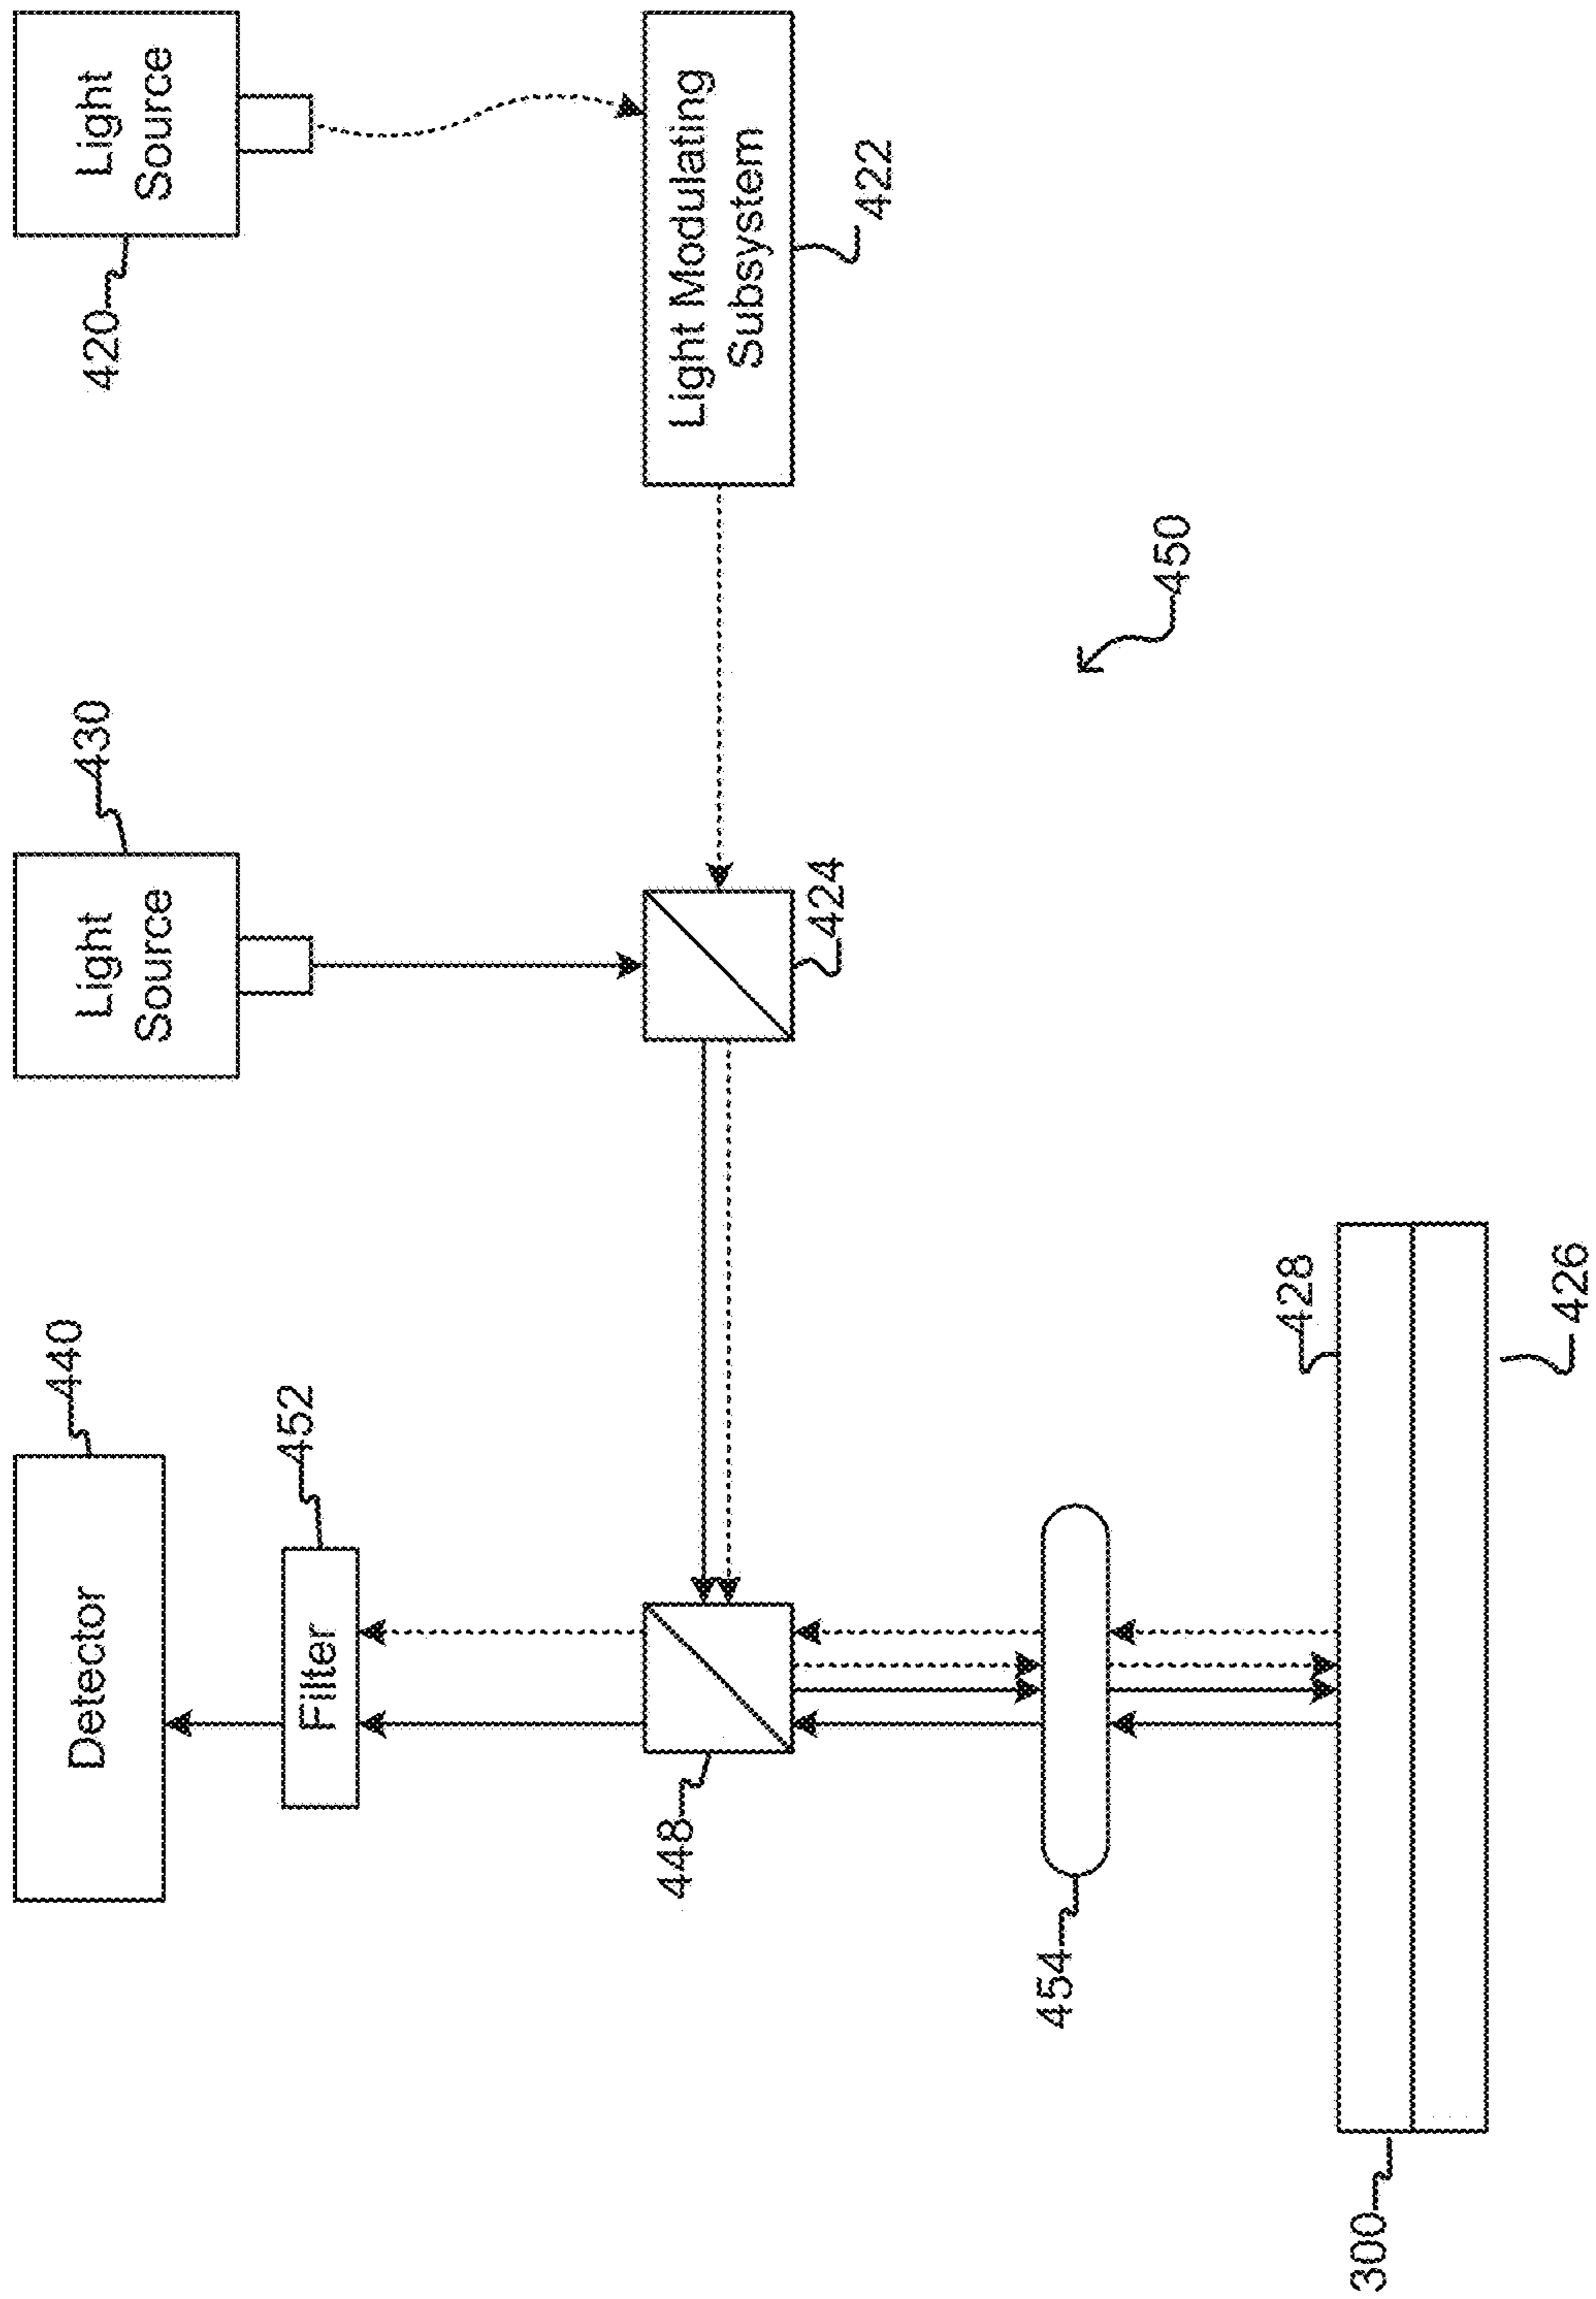 Detector
440
Filter
452
448
454
300
428
426
Light
Source
430
424
450
Light
Source
420
Light Modulating
Subsystem
422